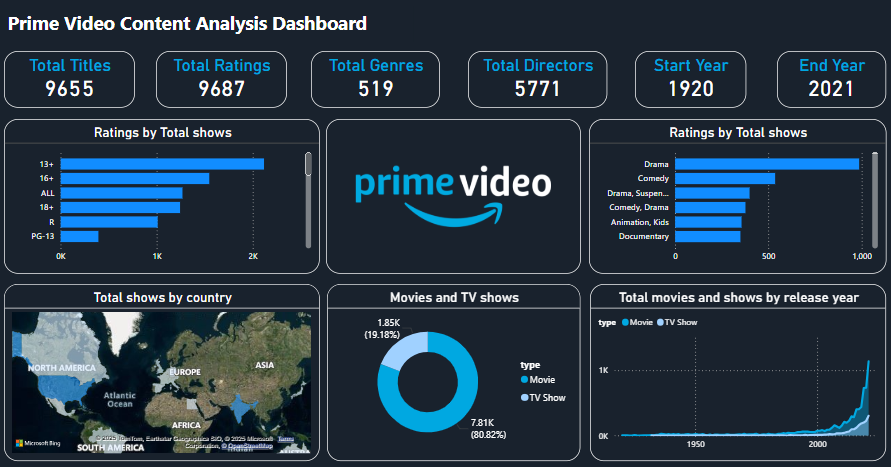 Prime Video Content Analysis Dashboard
Total Titles
9655
Total Ratings
9687
Total Genres
519
Total Directors
5771
Start Year
1920
End Year
2021
Ratings by Total shows
13+
16+
ALL
18+
R
PG-13
0K 1K 2K
prime video
Ratings by Total shows
Drama
Comedy
Drama, Suspen...
Comedy, Drama
Animation, Kids
Documentary
0 500 1,000
Total shows by country
NORTH AMERICA
EUROPE
ASIA
Atlantic
Ocean
AFRICA
SOUTH AMERICA
Microsoft Bing
© 2025 TomTom, Earthstar Geographics SIO, © 2025 Microsoft Terms
Corporation, © OpenStreetMap
Movies and TV shows
1.85K
(19.18%)
7.81K
(80.82%)
type
Movie
TV Show
Total movies and shows by release year
type Movie TV Show
1K
0K
1950 2000